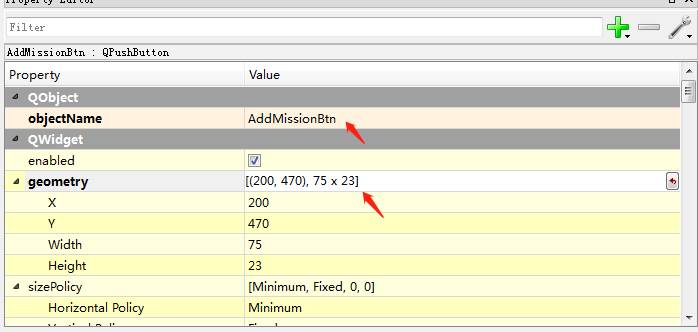 Property Editor
Filter
AddMissionBtn : QPushButton
Property Value
QObject
objectName AddMissionBtn
QWidget
enabled
geometry [(200, 470), 75 x 23]
X 200
Y 470
Width 75
Height 23
sizePolicy [Minimum, Fixed, 0, 0]
Horizontal Policy Minimum
Vertical Policy Fixed